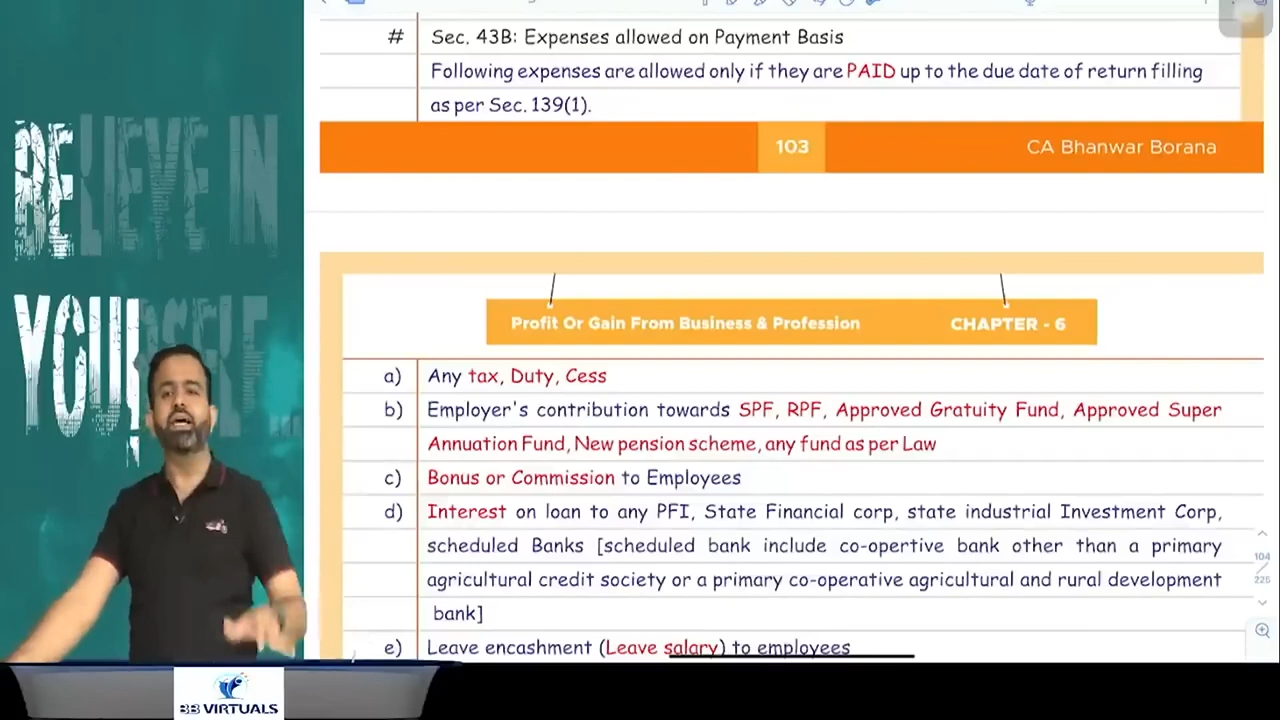 BELIEVE IN
YOURSELF
# Sec. 43B: Expenses allowed on Payment Basis
Following expenses are allowed only if they are PAID up to the due date of return filling
as per Sec. 139(1).
103 CA Bhanwar Borana
Profit Or Gain From Business & Profession CHAPTER - 6
a) Any tax, Duty, Cess
b) Employer's contribution towards SPF, RPF, Approved Gratuity Fund, Approved Super
Annuation Fund, New pension scheme, any fund as per Law
c) Bonus or Commission to Employees
d) Interest on loan to any PFI, State Financial corp, state industrial Investment Corp,
scheduled Banks [scheduled bank include co-opertive bank other than a primary
agricultural credit society or a primary co-operative agricultural and rural development
bank]
e) Leave encashment (Leave salary) to employees
104
225
BB VIRTUALS